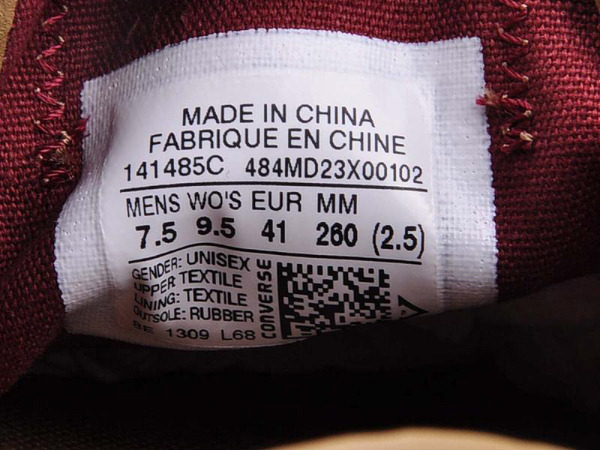 MADE IN CHINA
FABRIQUE EN CHINE
141485C 484MD23X00102
MENS WO'S EUR MM
7.5 9.5 41 260 (2.5)
GENDER: UNISEX
UPPER: TEXTILE
LINING: TEXTILE
OUTSOLE: RUBBER
BE 1309 L68
CONVERSE